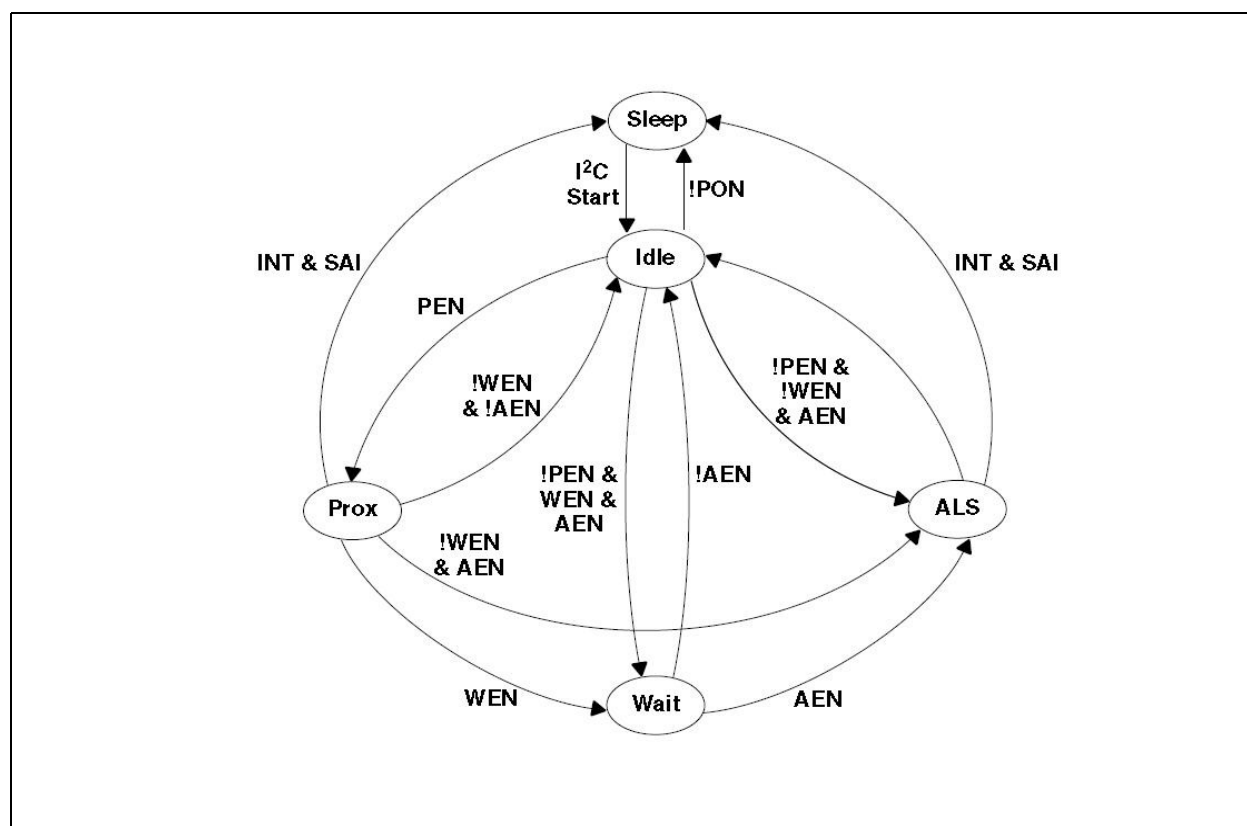 Sleep
I²C
Start
!PON
Idle
INT & SAI
INT & SAI
PEN
!WEN
& !AEN
!PEN &
!WEN
& AEN
!PEN &
WEN &
AEN
!AEN
Prox
ALS
!WEN
& AEN
WEN
Wait
AEN